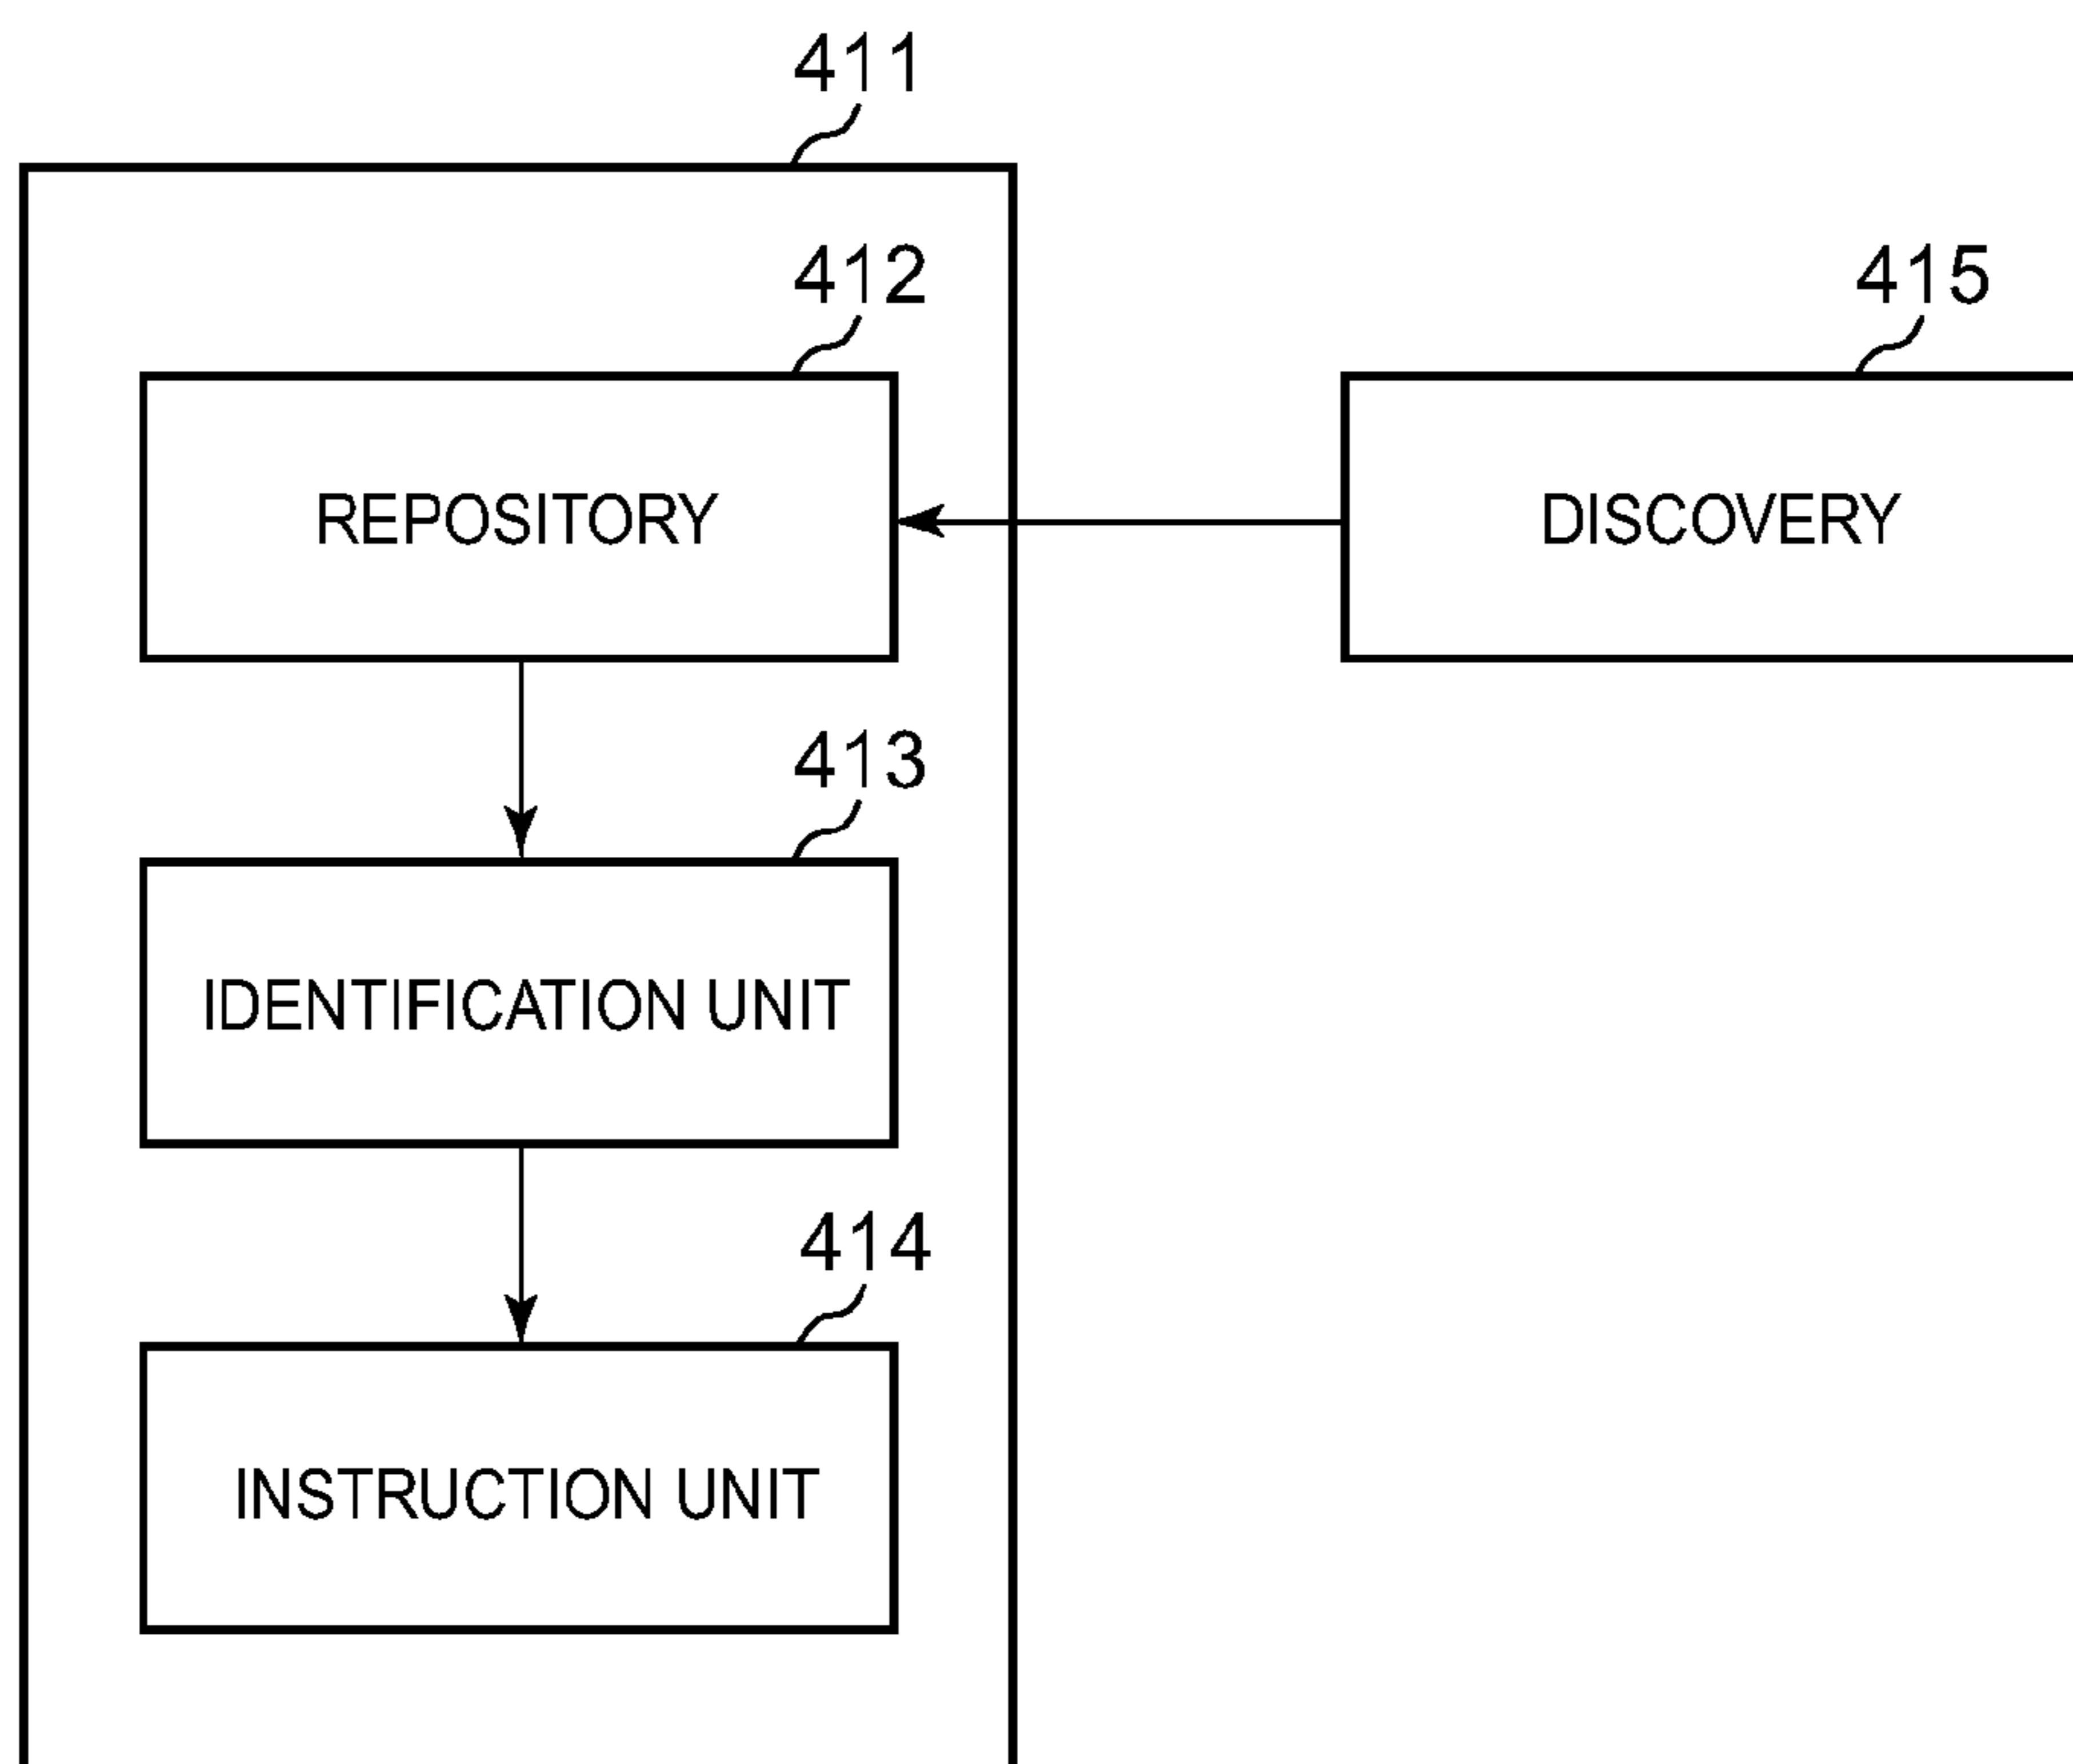 411
412
415
REPOSITORY
DISCOVERY
413
IDENTIFICATION UNIT
414
INSTRUCTION UNIT